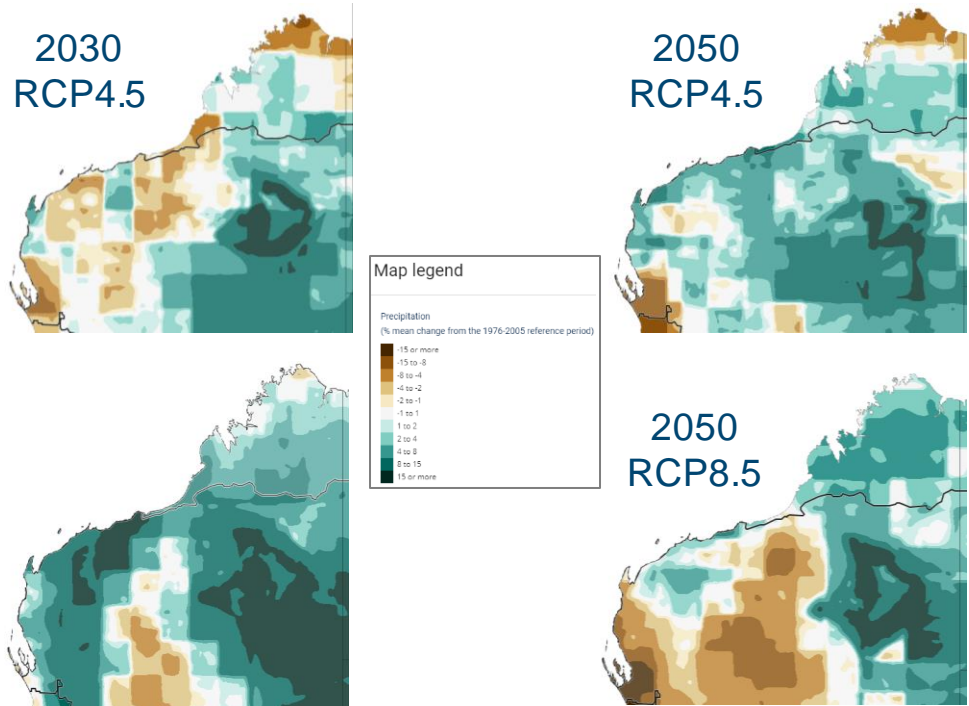 2030
RCP4.5
2050
RCP4.5
Map legend
Precipitation
(% mean change from the 1976-2005 reference period)
-15 or more
-15 to -8
-8 to -4
-4 to -2
-2 to -1
-1 to 1
1 to 2
2 to 4
4 to 8
8 to 15
15 or more
2050
RCP8.5